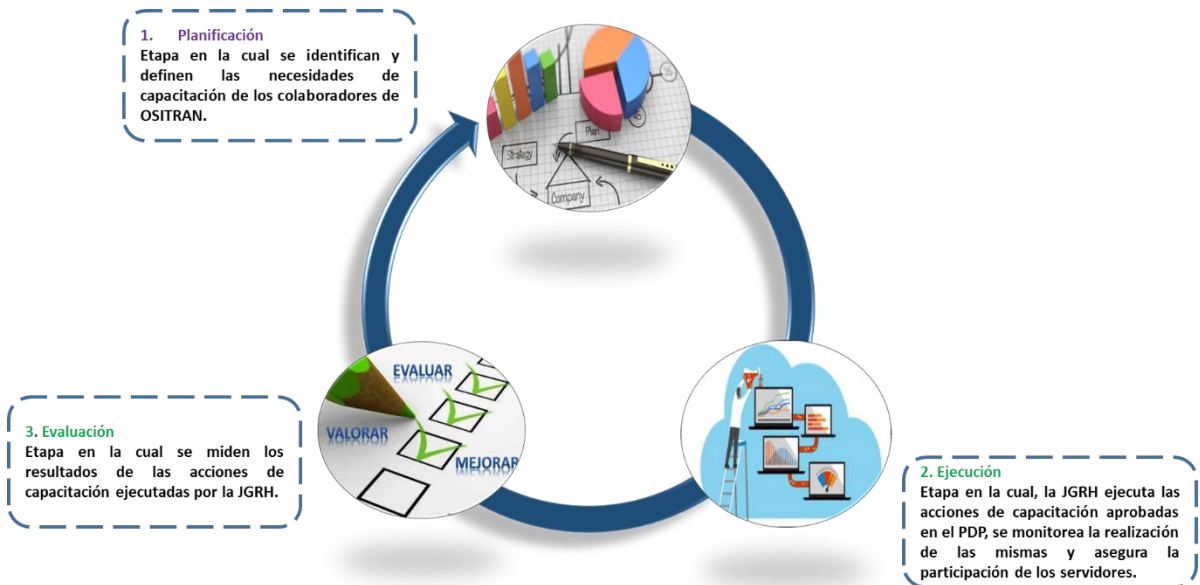 1. Planificación
Etapa en la cual se identifican y
definen las necesidades de
capacitación de los colaboradores de
OSITRAN.
Plan
Strategy
Company
45
EVALUAR
VALORAR
MEJORAR
2. Ejecución
Etapa en la cual, la JGRH ejecuta las
acciones de capacitación aprobadas
en el PDP, se monitorea la realización
de las mismas y asegura la
participación de los servidores.
3. Evaluación
Etapa en la cual se miden los
resultados de las acciones de
capacitación ejecutadas por la JGRH.